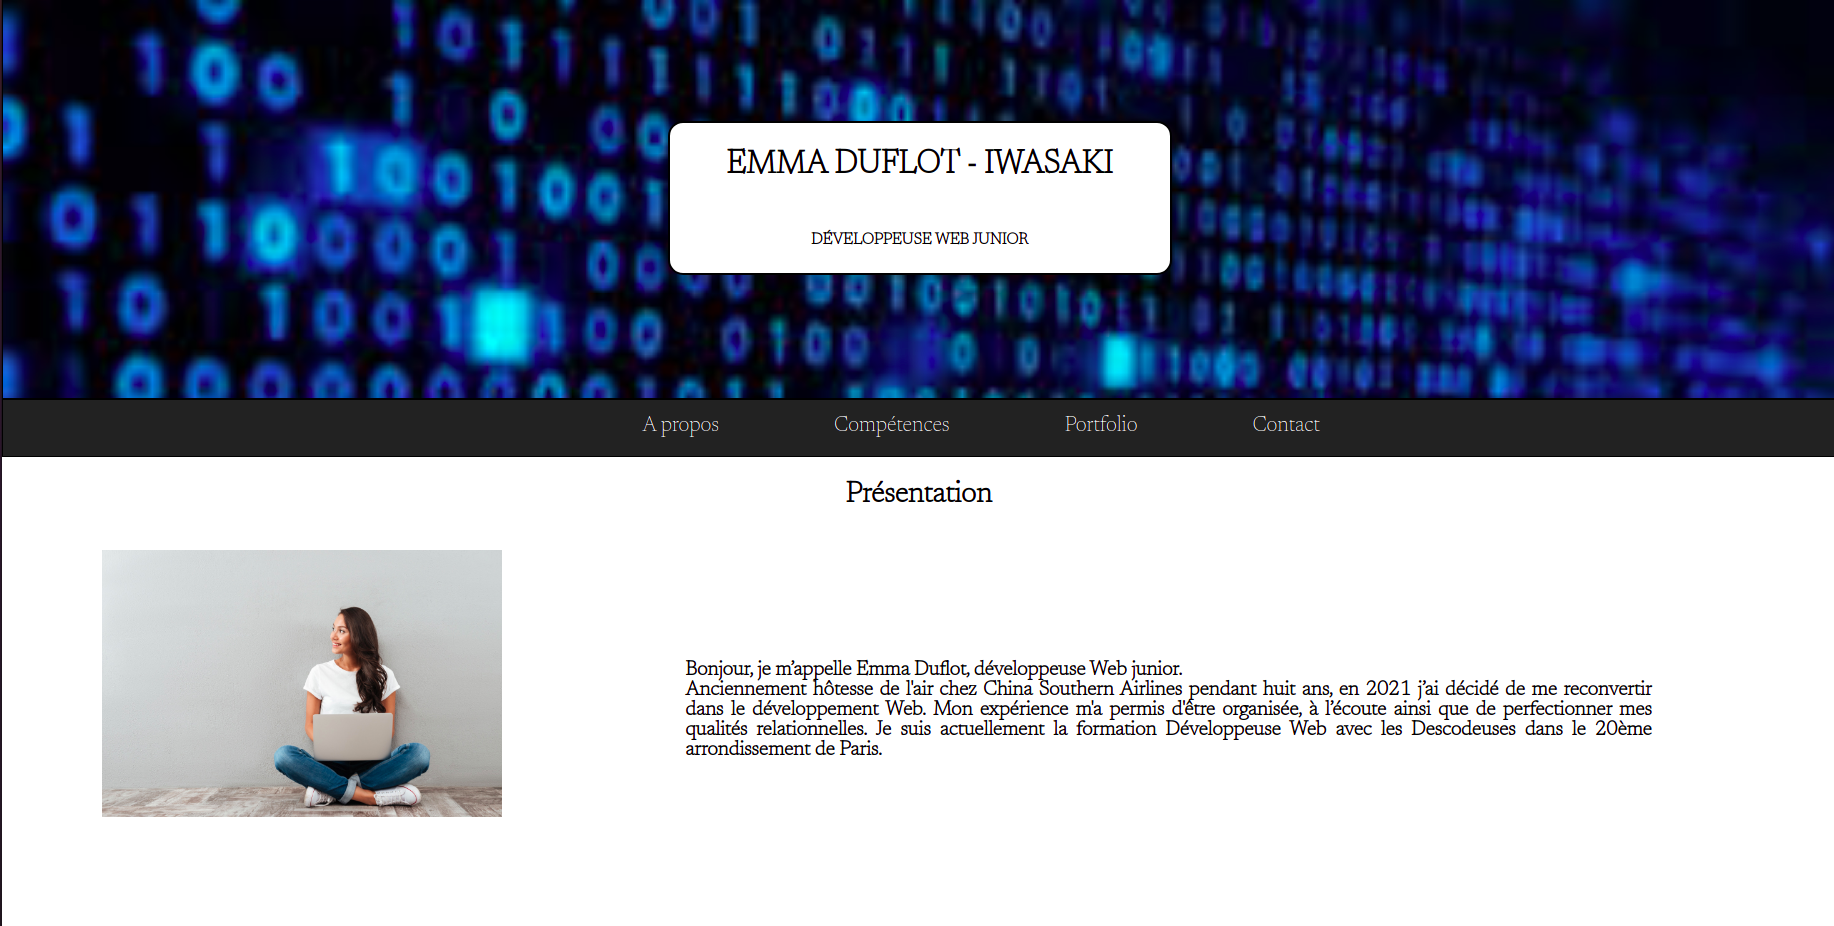 EMMA DUFLOT - IWASAKI
DÉVELOPPEUSE WEB JUNIOR
A propos Compétences Portfolio Contact
Présentation
Bonjour, je m’appelle Emma Duflot, développeuse Web junior.
Anciennement hôtesse de l'air chez China Southern Airlines pendant huit ans, en 2021 j’ai décidé de me reconvertir
dans le développement Web. Mon expérience m'a permis d'être organisée, à l’écoute ainsi que de perfectionner mes
qualités relationnelles. Je suis actuellement la formation Développeuse Web avec les Descodeuses dans le 20ème
arrondissement de Paris.